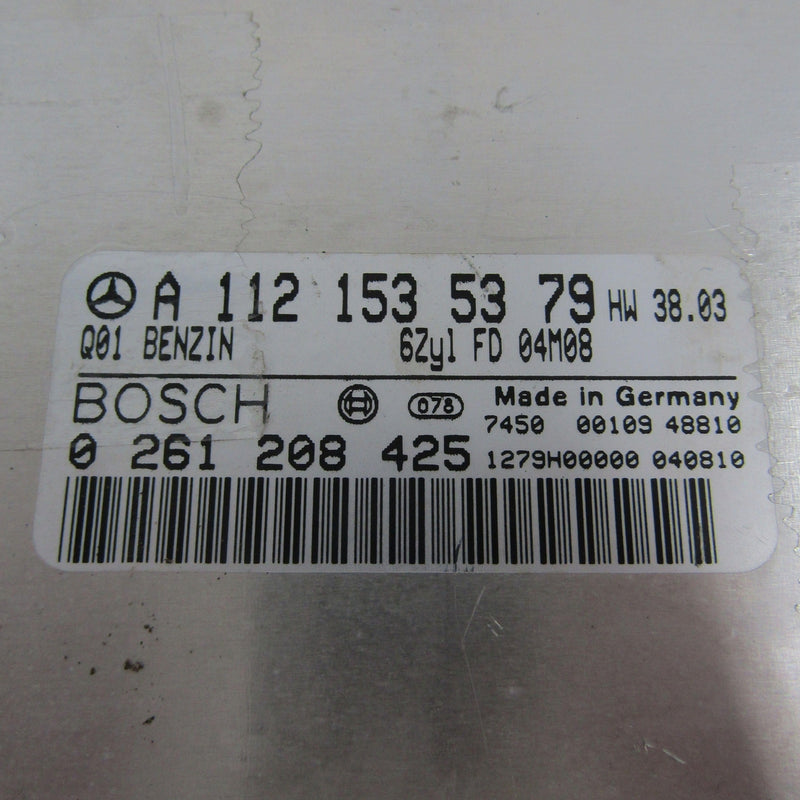 A 112 153 53 79 HW 38.03
Q01 BENZIN 6Zyl FD 04M08
BOSCH H 078 Made in Germany
7450 00109 48810
0 261 208 425 1279H00000 040810